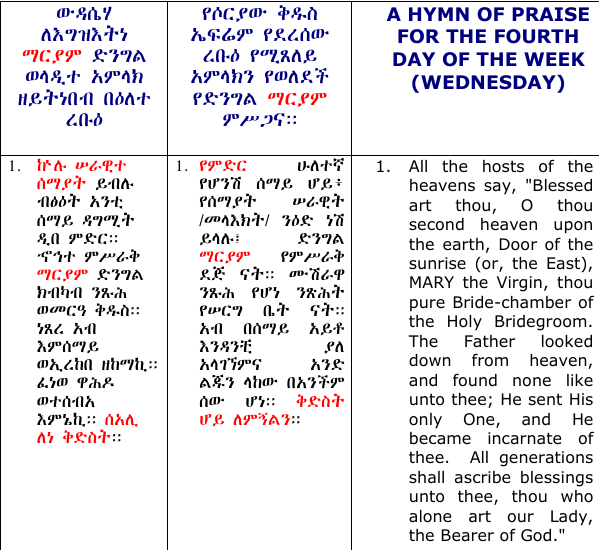 ውዳሴሃ
ለእግዝእትነ
ማርያም ድንግል
ወላዲተ አምላክ
ዘይትነበብ በዕለተ
ረቡዕ
የሶርያው ቅዱስ
ኤፍሬም የደረሰው
ረቡዕ የሚጸለይ
አምላክን የወለደች
የድንግል ማርያም
ምሥጋና፡፡
A HYMN OF PRAISE
FOR THE FOURTH
DAY OF THE WEEK
(WEDNESDAY)
1. ኵሉ ሠራዊተ
ሰማያት ይብሉ
ብፅዕት አንቲ
ሰማይ ዳግሚት
ዲበ ምድር፡፡
ኆኅተ ምሥራቅ
ማርያም ድንግል
ክብካብ ንጹሕ
ወመርዓ ቅዱስ፡፡
ነጸረ አብ
እምሰማይ
ወኢረከበ ዘከማኪ፡፡
ፈነወ ዋሕዶ
ወተሰብአ
እምኔኪ፡፡ ሰአሊ
ለነ ቅድስት፡፡
1. የምድር ሁለተኛ
የሆንሽ ሰማይ ሆይ፥
የሰማያት ሠራዊት
/መላእክት/ ንዕድ ነሽ
ይላሉ፤ ድንግል
ማርያም የምሥራቅ
ደጅ ናት፡፡ ሙሽራዋ
ንጹሕ የሆነ ንጽሕት
የሠርግ ቤት ናት፡፡
አብ በሰማይ አይቶ
እንዳንቺ ያለ
አላገኘምና አንድ
ልጁን ላከው በአንችም
ሰው ሆነ፡፡ ቅድስት
ሆይ ለምኝልን፡፡
1. All the hosts of the
heavens say, "Blessed
art thou, O thou
second heaven upon
the earth, Door of the
sunrise (or, the East),
MARY the Virgin, thou
pure Bride-chamber of
the Holy Bridegroom.
The Father looked
down from heaven,
and found none like
unto thee; He sent His
only One, and He
became incarnate of
thee. All generations
shall ascribe blessings
unto thee, thou who
alone art our Lady,
the Bearer of God."